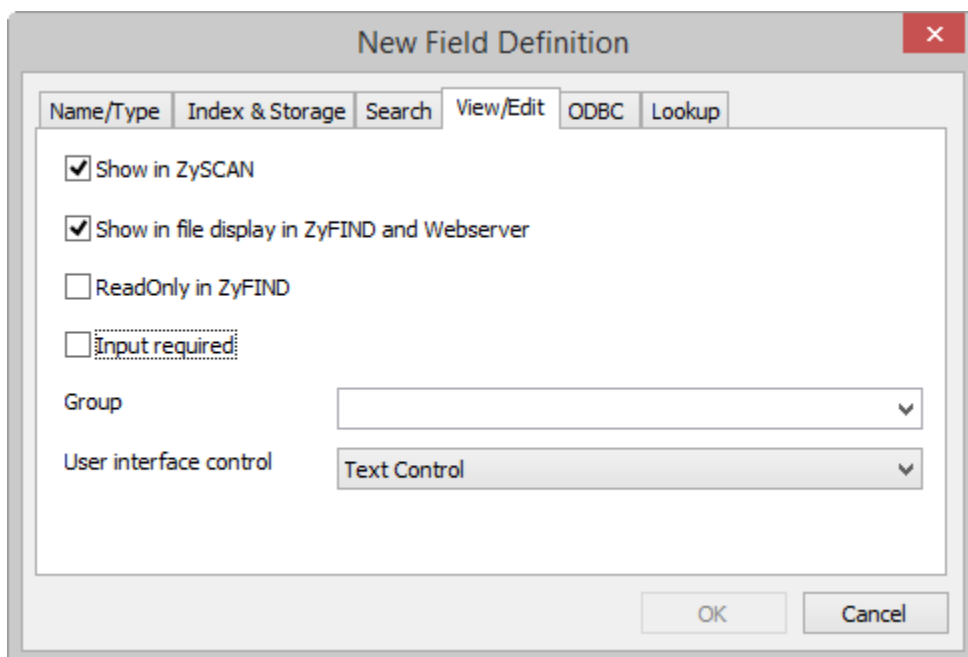 New Field Definition
Name/Type Index & Storage Search View/Edit ODBC Lookup
Show in ZySCAN
Show in file display in ZyFIND and Webserver
ReadOnly in ZyFIND
Input required
Group
User interface control Text Control
OK Cancel